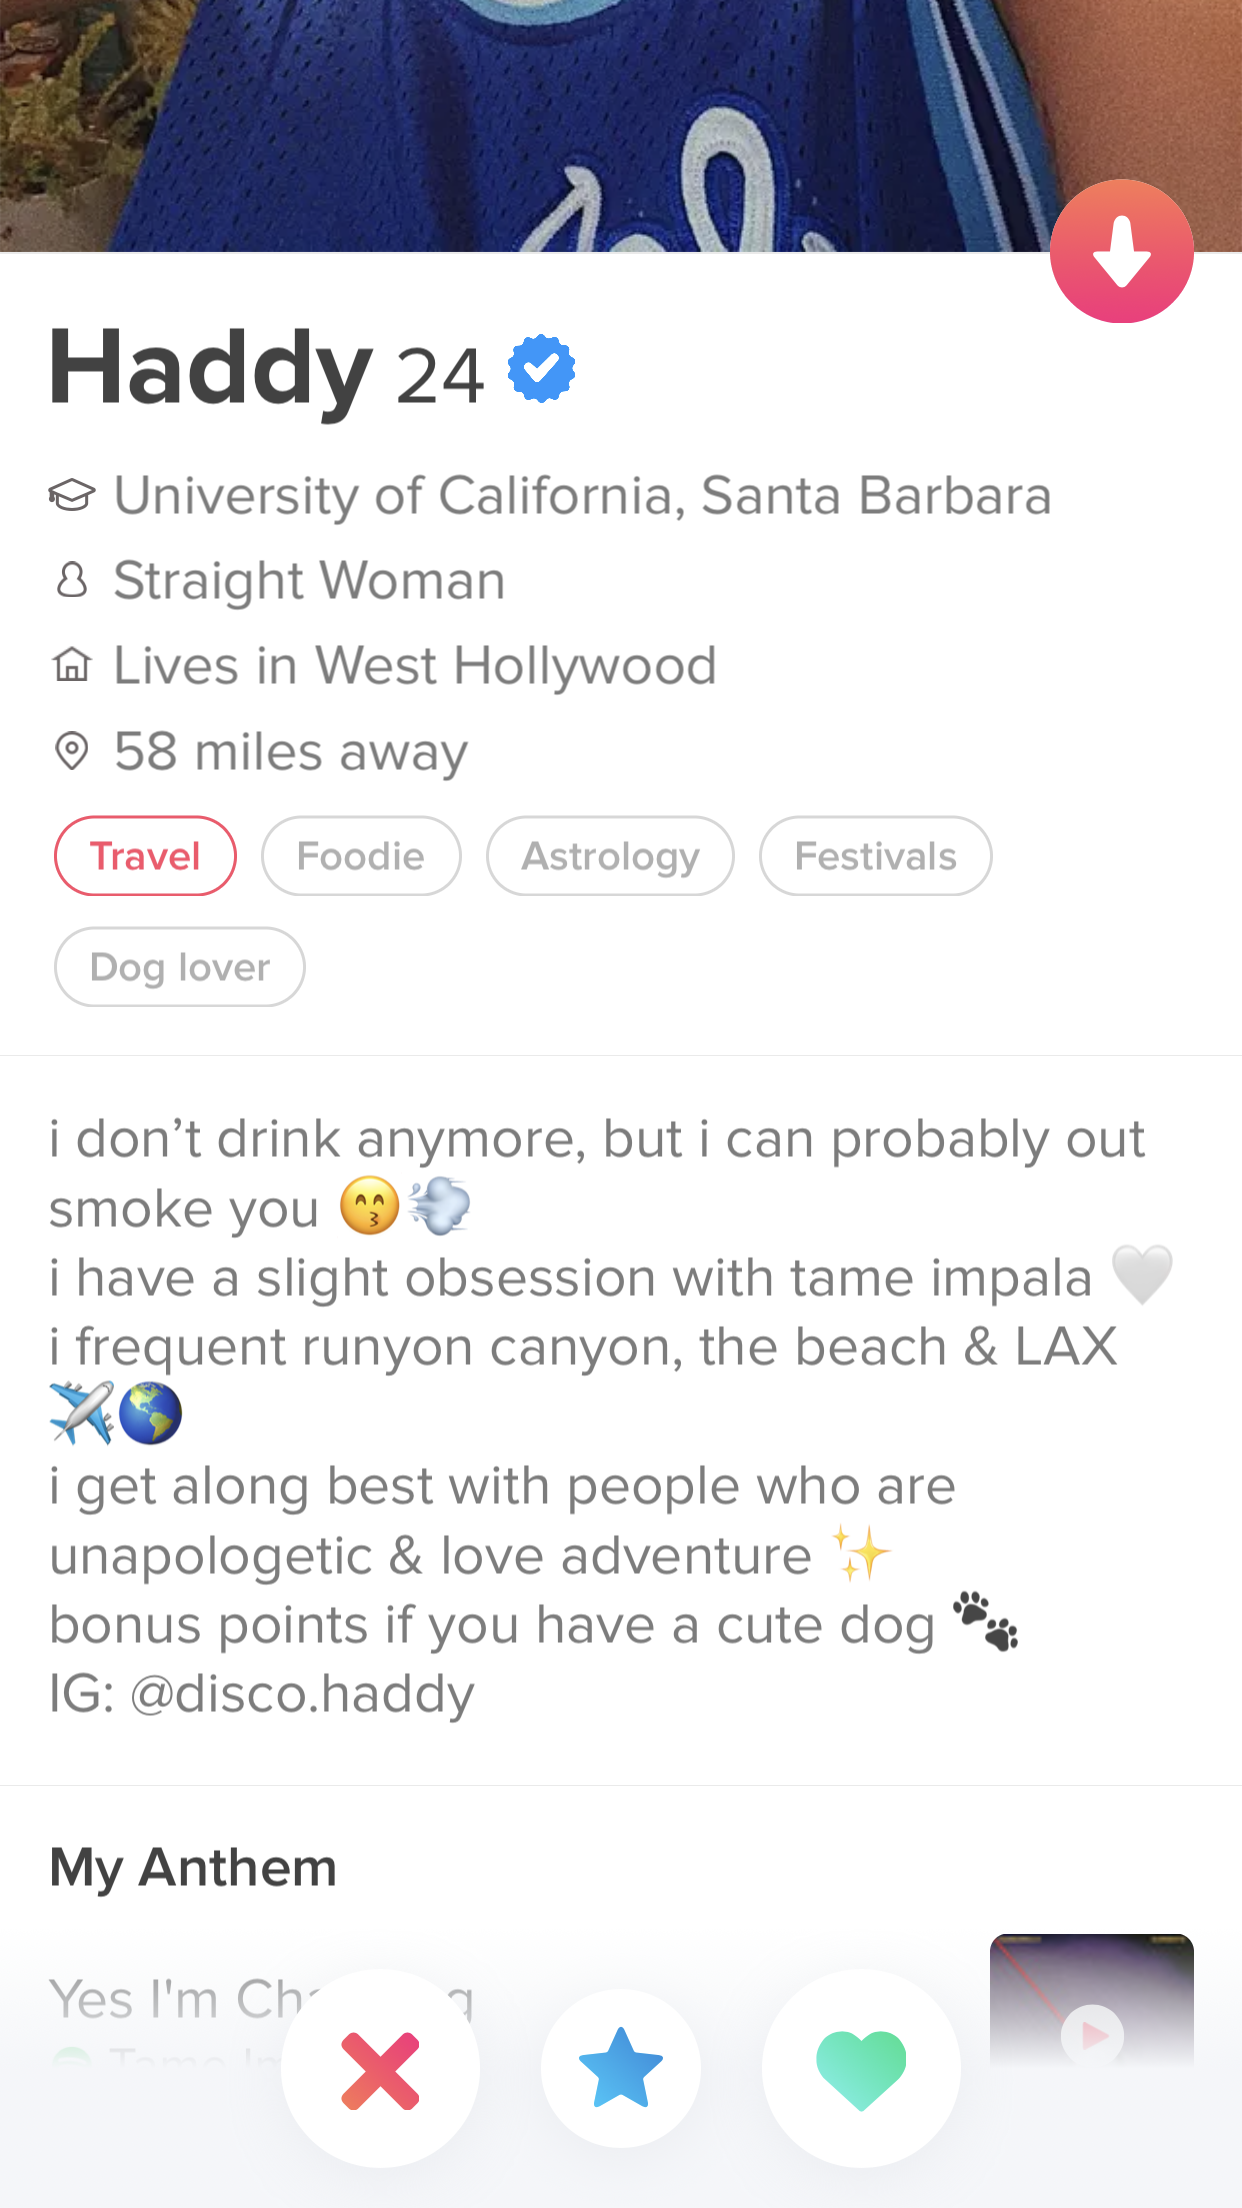 Haddy 24
University of California, Santa Barbara
Straight Woman
Lives in West Hollywood
58 miles away
Travel Foodie Astrology Festivals
Dog lover
i don’t drink anymore, but i can probably out
smoke you 😙💨
i have a slight obsession with tame impala 🤍
i frequent runyon canyon, the beach & LAX
✈️🌎
i get along best with people who are
unapologetic & love adventure ✨
bonus points if you have a cute dog 🐾
IG: @disco.haddy
My Anthem
Yes I'm
Tame